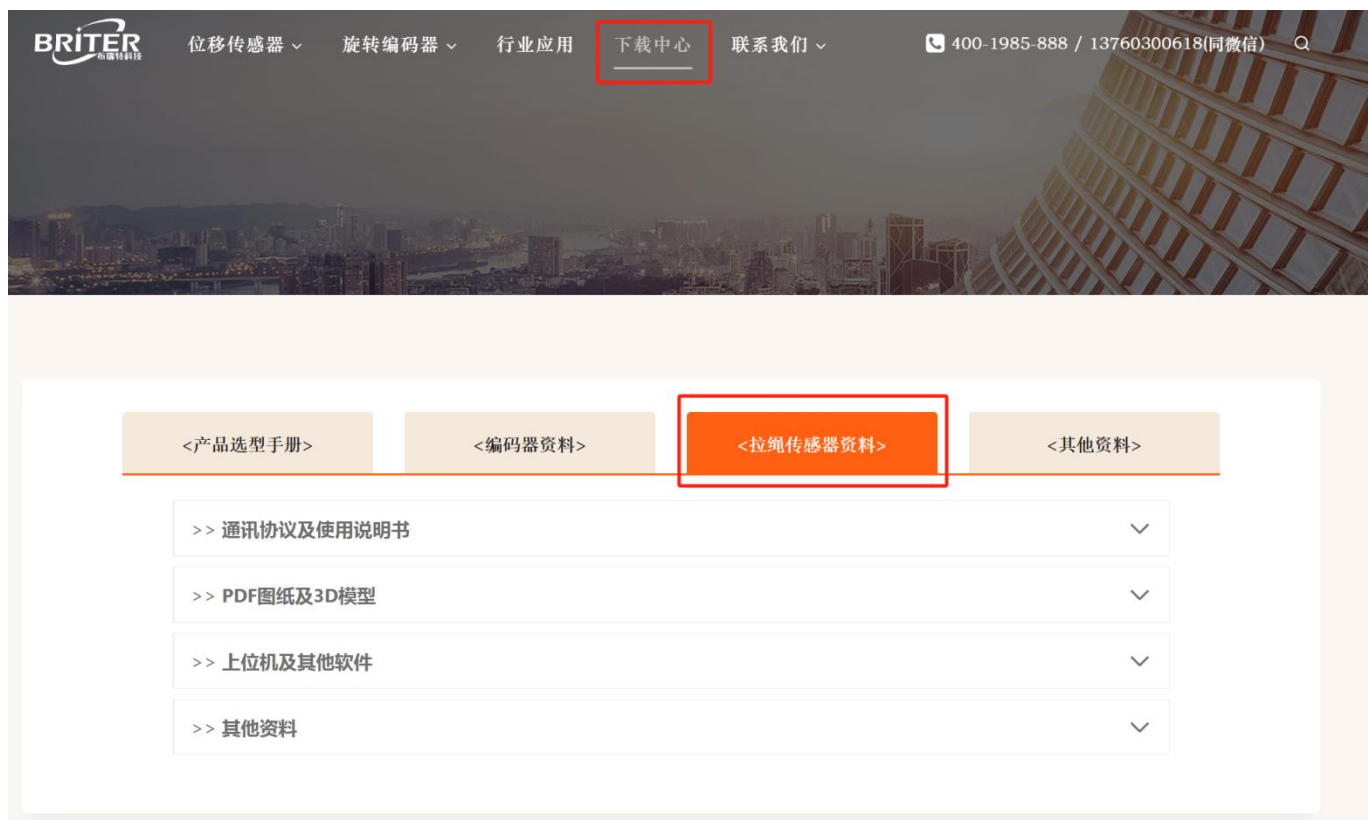 BRiTER
布瑞特科技
位移传感器
旋转编码器
行业应用
下载中心
联系我们
400-1985-888 / 13760300618(同微信)
<产品选型手册>
<编码器资料>
<拉绳传感器资料>
<其他资料>
>> 通讯协议及使用说明书
>> PDF图纸及3D模型
>> 上位机及其他软件
>> 其他资料